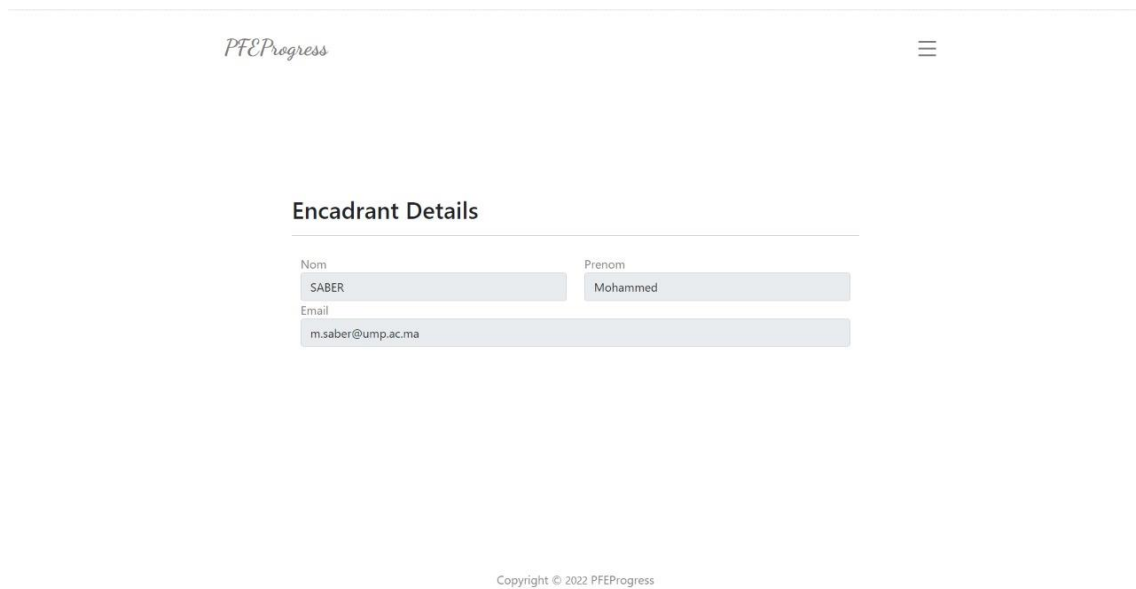 PFEProgress
Encadrant Details
Nom
Prenom
SABER
Mohammed
Email
m.saber@ump.ac.ma
Copyright © 2022 PFEProgress